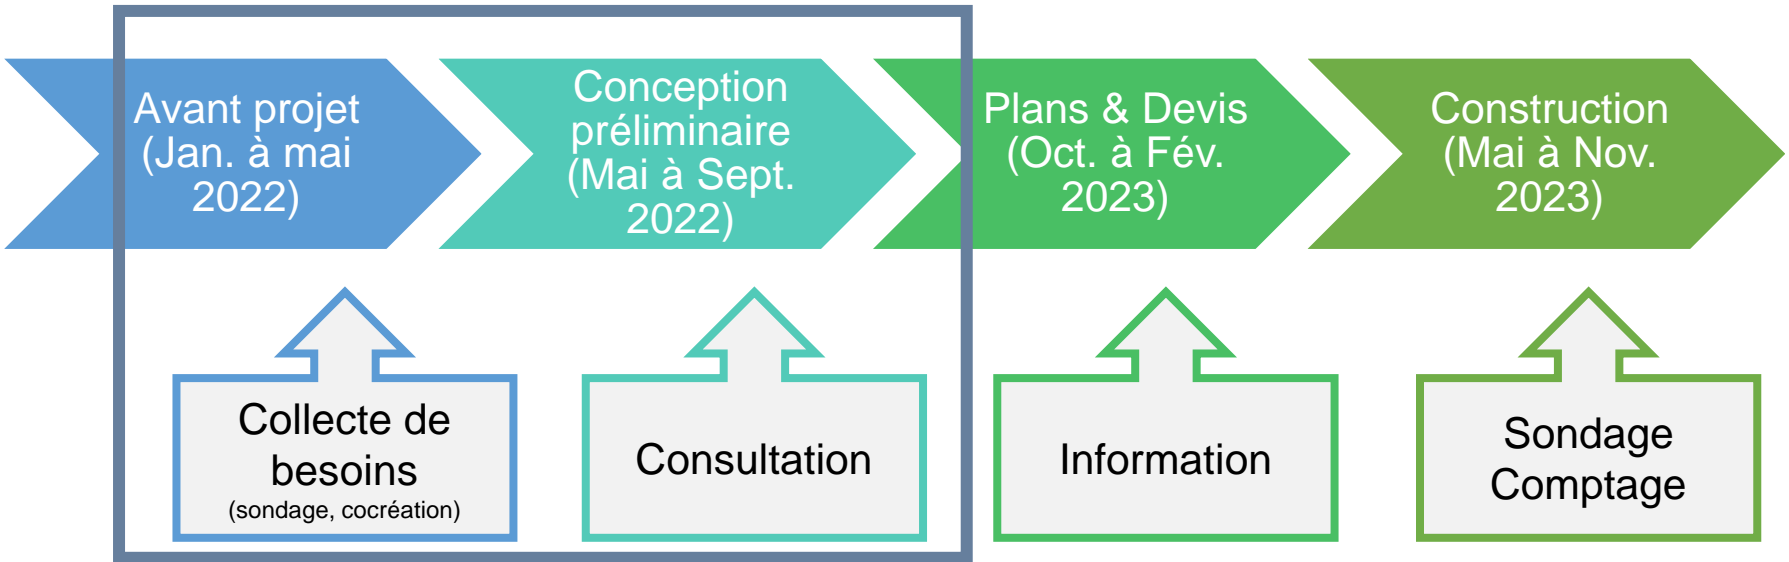 Avant projet
(Jan. à mai
2022)
Conception
préliminaire
(Mai à Sept.
2022)
Plans & Devis
(Oct. à Fév.
2023)
Construction
(Mai à Nov.
2023)
Collecte de
besoins
(sondage, cocréation)
Consultation
Information
Sondage
Comptage